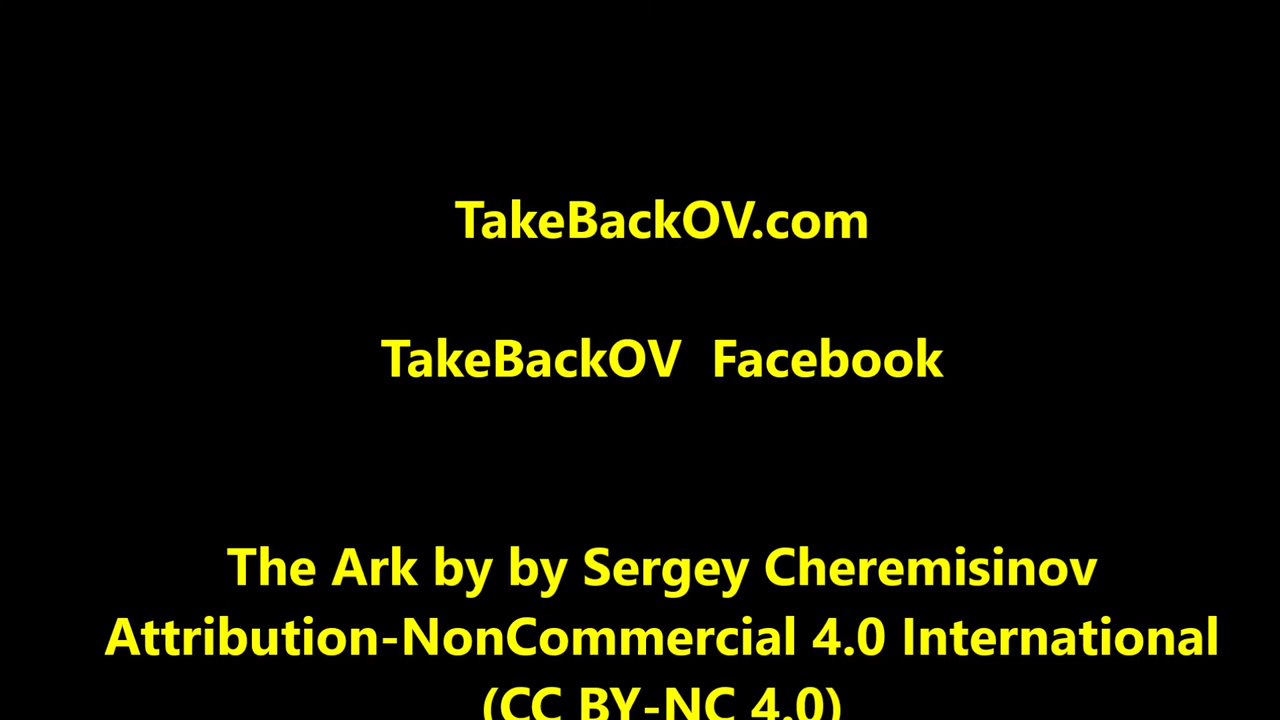 TakeBackOV.com
TakeBackOV  Facebook
The Ark by by Sergey Cheremisinov
Attribution-NonCommercial 4.0 International
(CC BY-NC 4.0)